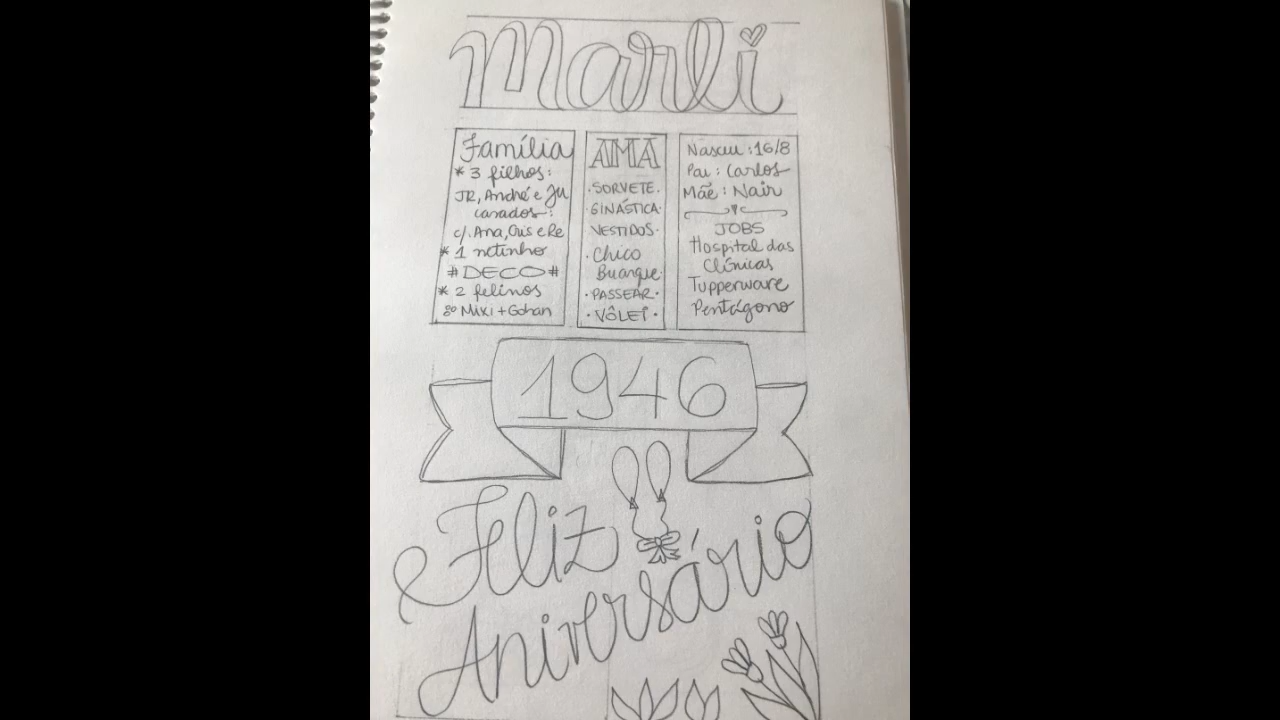 Marli
Família
* 3 filhos:
JR, André e Ju
casados:
c/. Ana, Gus e Re
* 1 netinho
#DECO#
* 2 felinos
Mixi + Gohan
AMA
·SORVETE·
·GINÁSTICA·
VESTIDOS·
·Chico
Buarque·
·PASSEAR·
·VÔLEI·
Nasceu: 16/8
Pai: Carlos
Mãe: Nair
JOBS
Hospital das
Clínicas
Tupperware
Pentágono
1946
Feliz
Aniversário